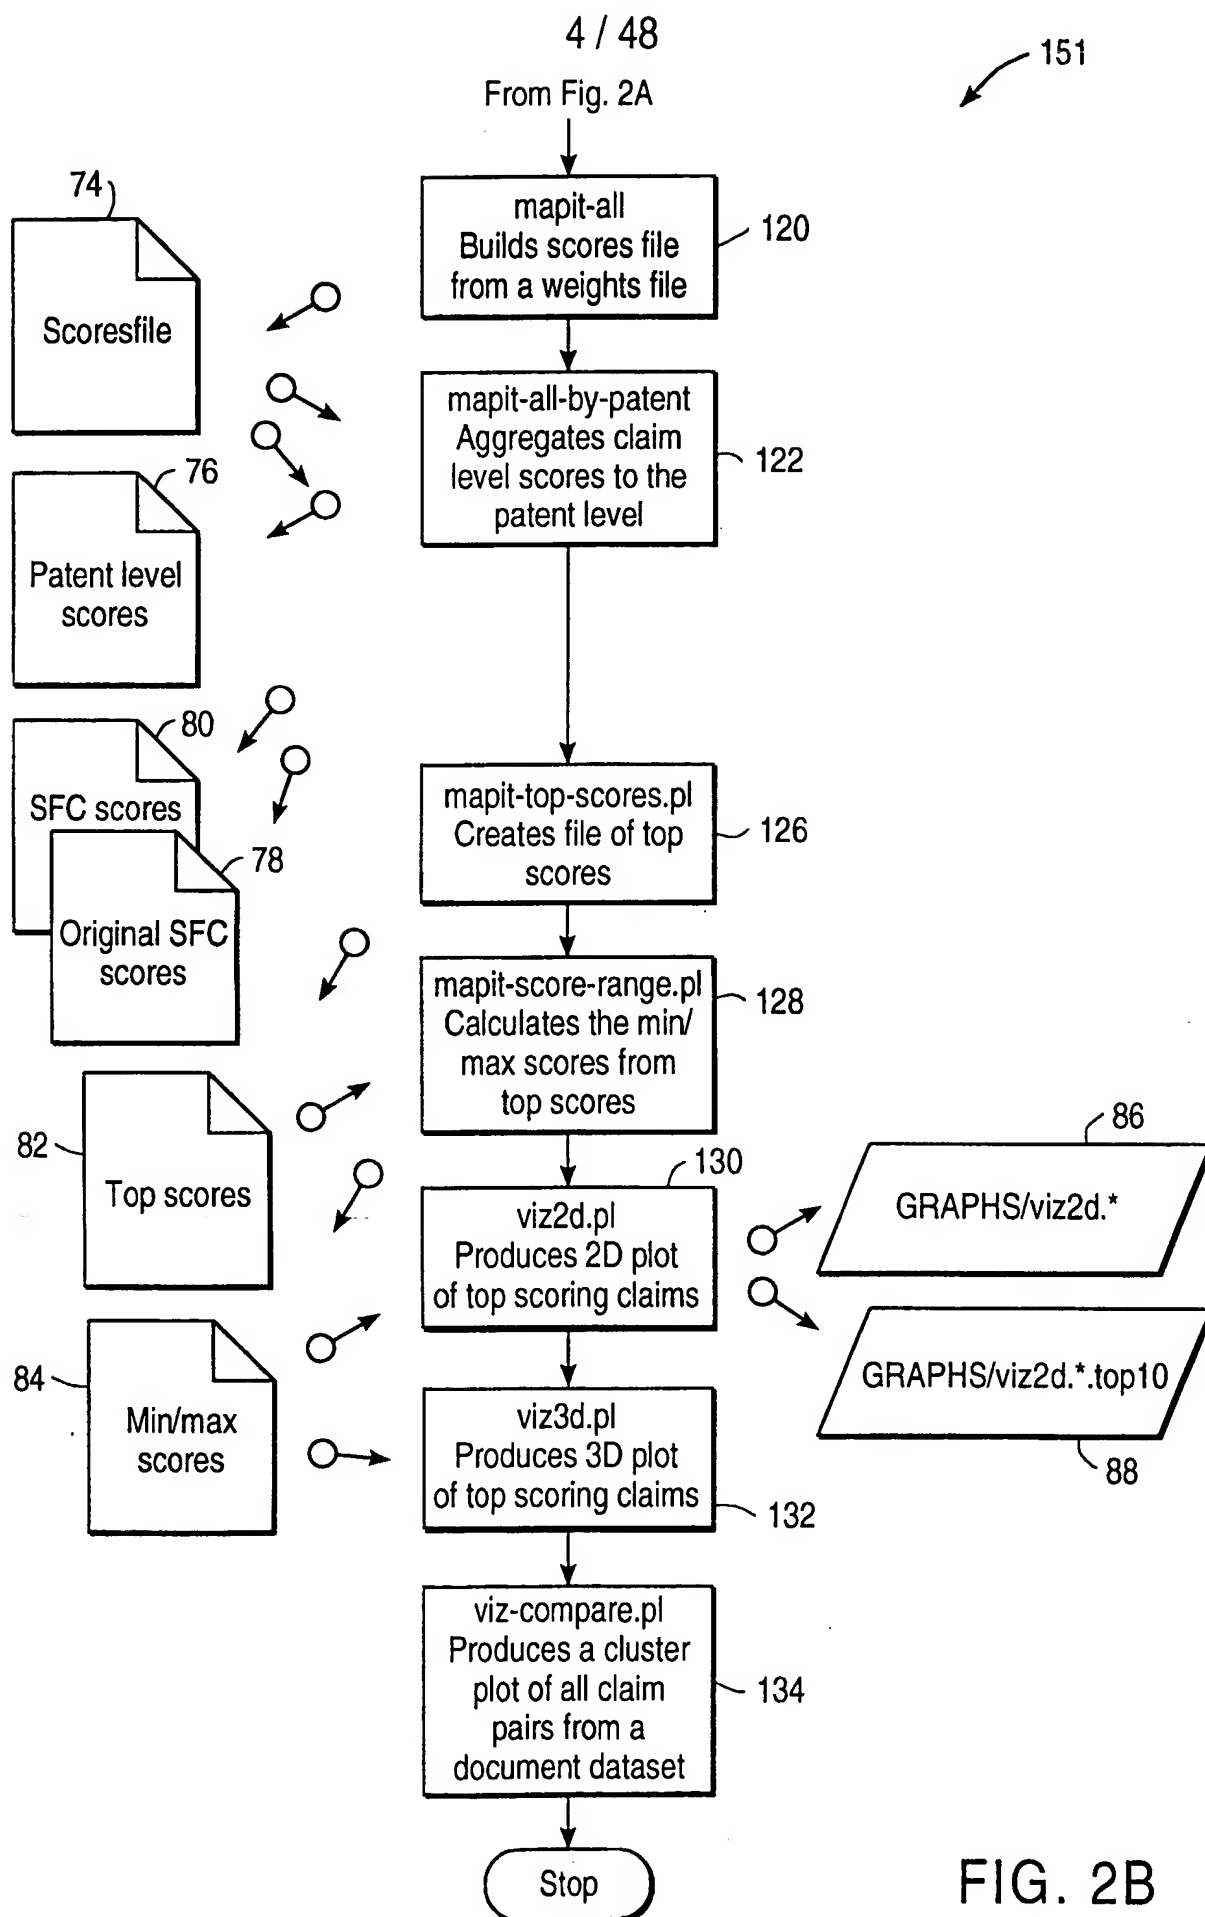 4 / 48
151
From Fig. 2A
74
mapit-all
Builds scores file
from a weights file
120
Scoresfile
mapit-all-by-patent
Aggregates claim
level scores to the
patent level
122
76
Patent level
scores
80
SFC scores
mapit-top-scores.pl
Creates file of top
scores
126
78
Original SFC
scores
mapit-score-range.pl
Calculates the min/
max scores from
top scores
128
82
Top scores
130
viz2d.pl
Produces 2D plot
of top scoring claims
86
GRAPHS/viz2d.*
GRAPHS/viz2d.*.top10
88
84
Min/max
scores
viz3d.pl
Produces 3D plot
of top scoring claims
132
viz-compare.pl
Produces a cluster
plot of all claim
pairs from a
document dataset
134
Stop
FIG. 2B